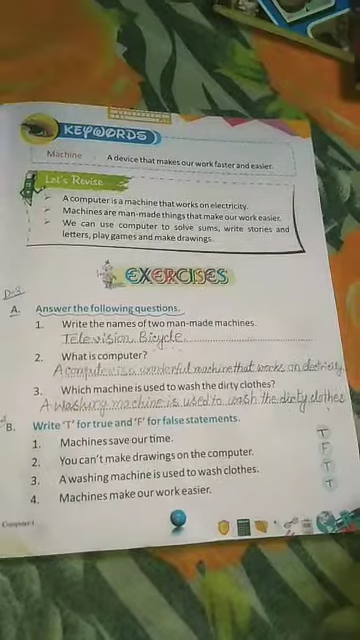 KEYWORDS
Machine A device that makes our work faster and easier.
Let's Revise
A computer is a machine that works on electricity.
Machines are man-made things that make our work easier.
We can use computer to solve sums, write stories and
letters, play games and make drawings.
EXERCISES
A. Answer the following questions.
1. Write the names of two man-made machines.
Television, Bicycle
2. What is computer?
A computer is a wonderful machine that works on electricity
3. Which machine is used to wash the dirty clothes?
A washing machine is used to wash the dirty clothes
B. Write 'T' for true and 'F' for false statements.
1. Machines save our time. T
2. You can't make drawings on the computer. F
3. A washing machine is used to wash clothes. T
4. Machines make our work easier. T